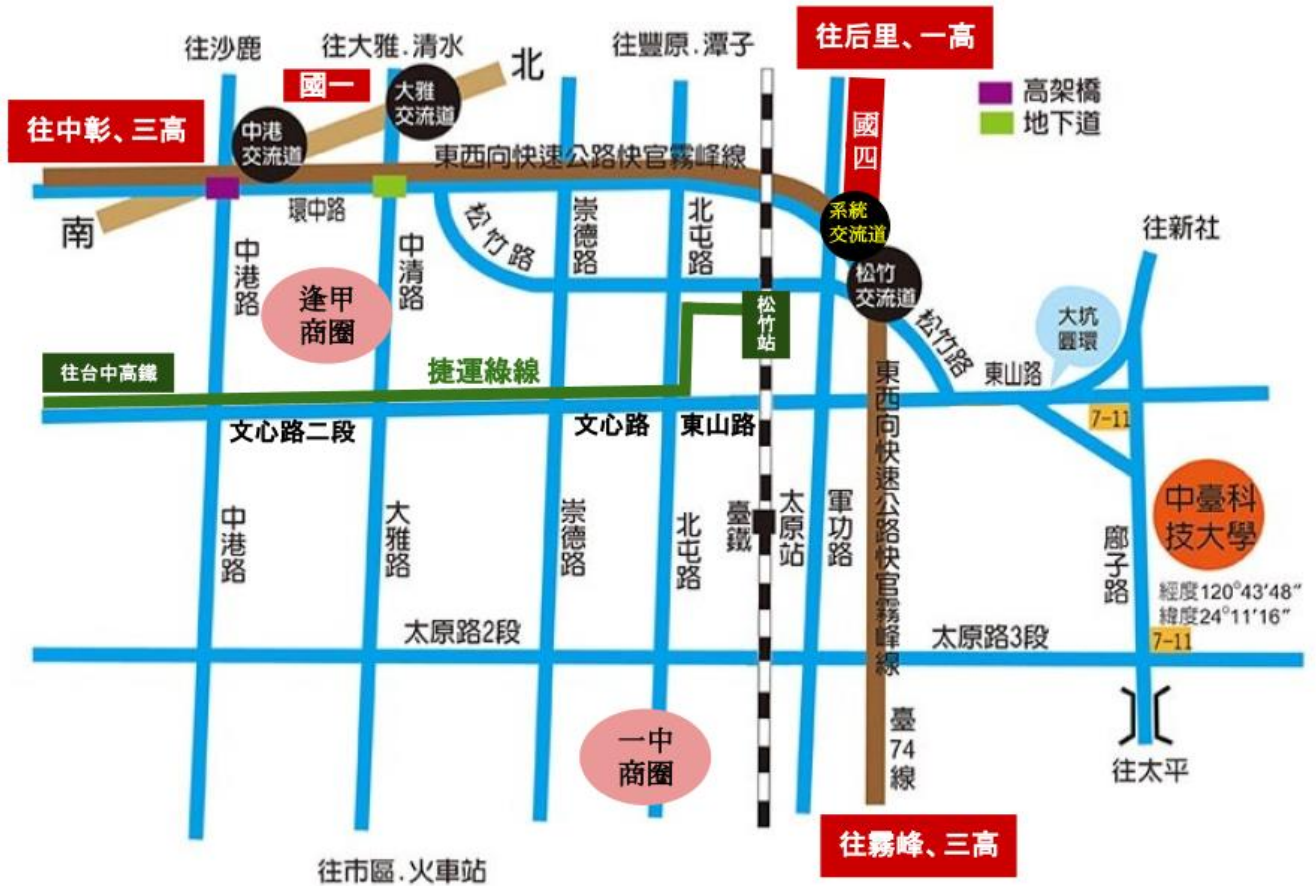 往沙鹿
往大雅.清水
往豐原.潭子
往后里、一高
北
國一
大雅
交流道
高架橋
地下道
往中彰、三高
中港
交流道
國四
東西向快速公路快官霧峰線
南
環中路
松竹路
崇德路
北屯路
系統
交流道
往新社
中港路
中清路
松竹
交流道
逢甲
商圈
松竹站
松竹路
大坑
圓環
往台中高鐵
捷運綠線
東山路
東西向快速公路快官霧峰線
7-11
文心路二段
文心路
東山路
中港路
大雅路
崇德路
北屯路
臺鐵
太原站
軍功路
廍子路
中臺科
技大學
經度120°43'48"
緯度24°11'16"
太原路2段
太原路3段
7-11
一中
商圈
臺74線
往太平
往霧峰、三高
往市區.火車站